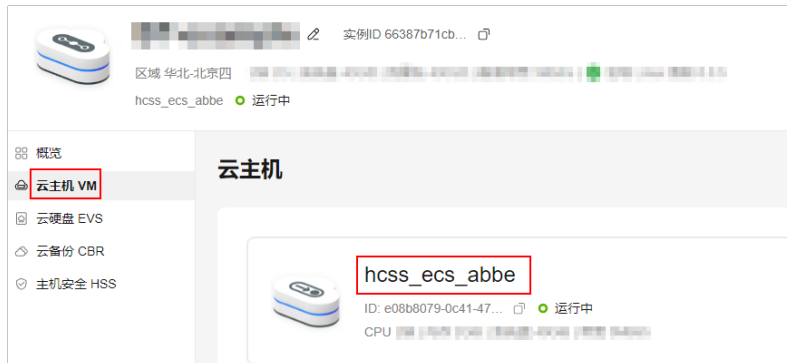 实例ID 66387b71cb...
区域 华北-北京四
hcss_ecs_abbe 运行中
概览
云主机 VM
云硬盘 EVS
云备份 CBR
主机安全 HSS
云主机
hcss_ecs_abbe
ID: e08b8079-0c41-47... 运行中
CPU